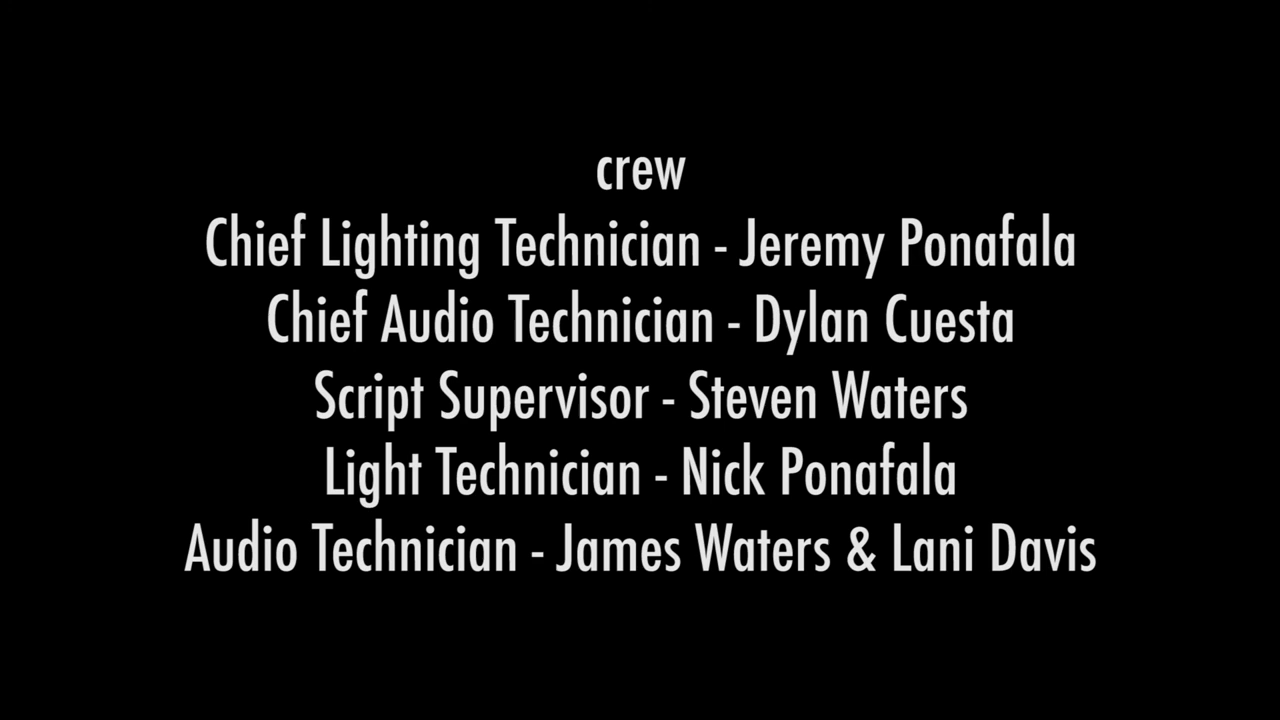 crew
Chief Lighting Technician - Jeremy Ponafala
Chief Audio Technician - Dylan Cuesta
Script Supervisor - Steven Waters
Light Technician - Nick Ponafala
Audio Technician - James Waters & Lani Davis